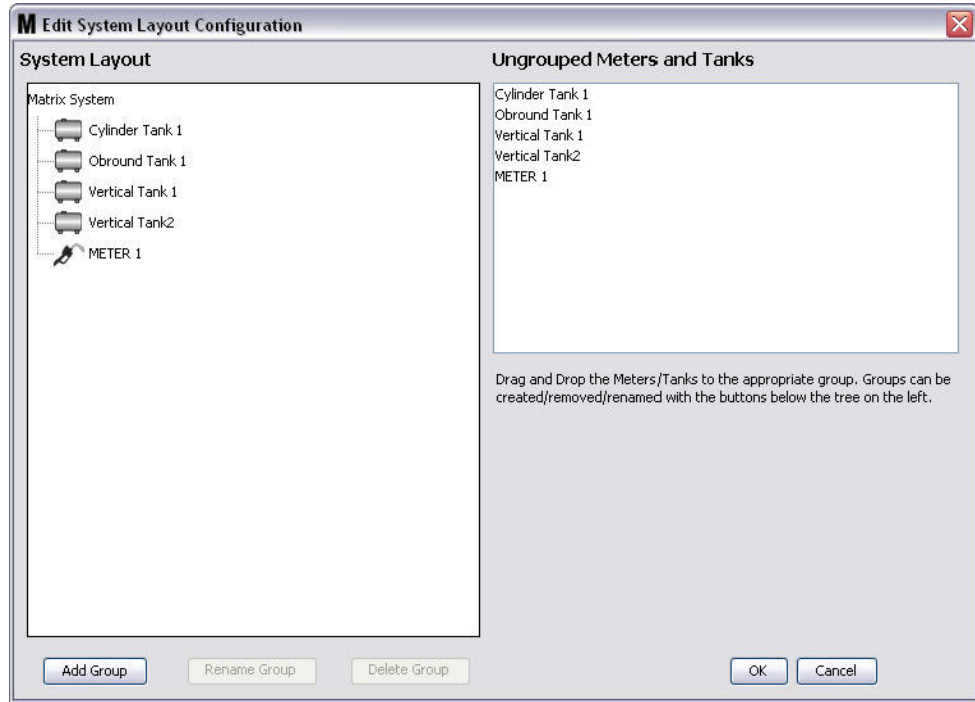 M Edit System Layout Configuration
System Layout
Matrix System
Cylinder Tank 1
Obround Tank 1
Vertical Tank 1
Vertical Tank2
METER 1
Ungrouped Meters and Tanks
Cylinder Tank 1
Obround Tank 1
Vertical Tank 1
Vertical Tank2
METER 1
Drag and Drop the Meters/Tanks to the appropriate group. Groups can be
created/removed/renamed with the buttons below the tree on the left.
Add Group
Rename Group
Delete Group
OK
Cancel